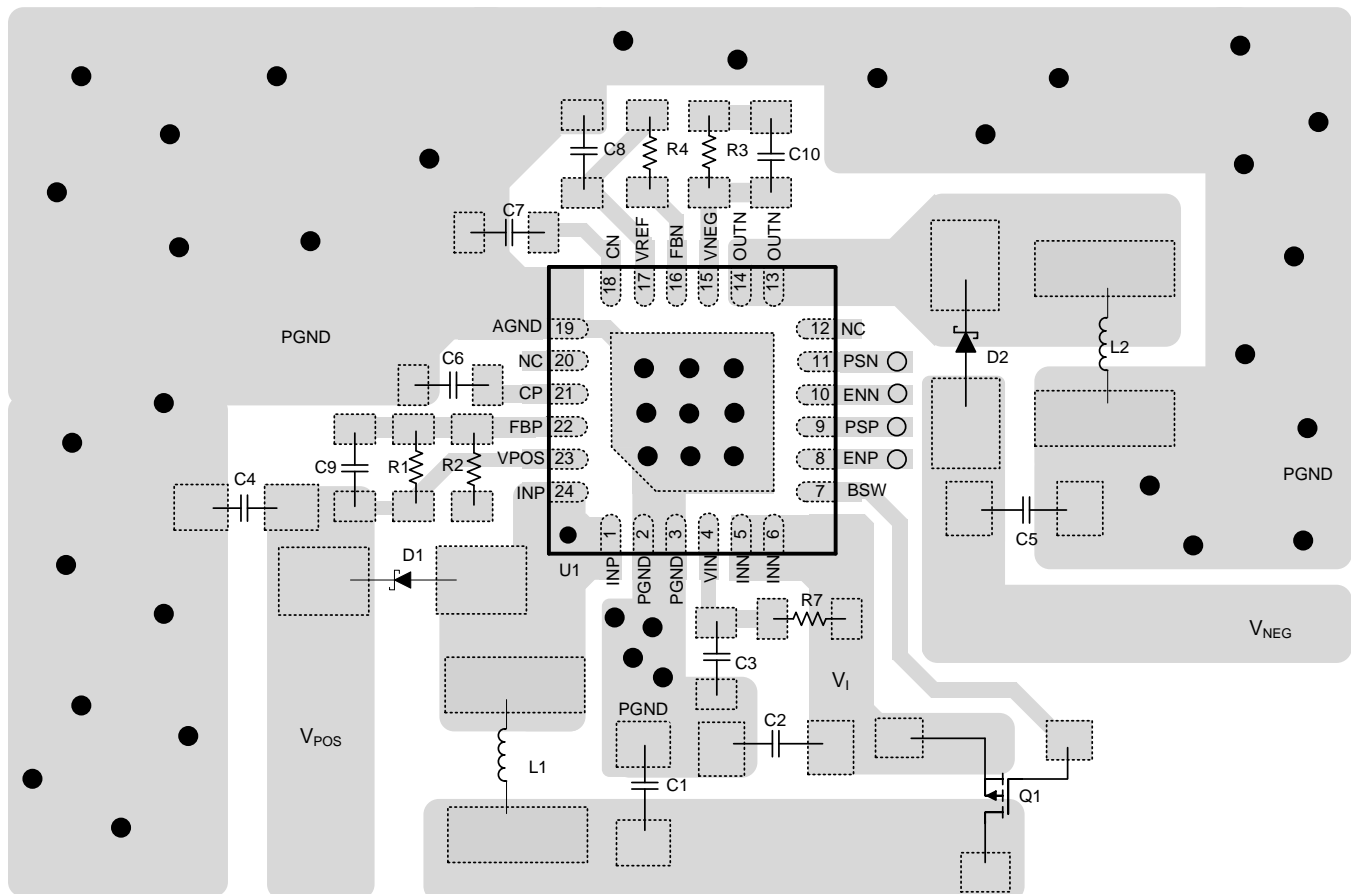 C8
R4
R3
C10
C7
CN
VREF
FBN
VNEG
OUTN
OUTN
18
17
16
15
14
13
PGND
AGND 19
12 NC
NC 20
11 PSN
C6
CP 21
10 ENN
D2
L2
FBP 22
9 PSP
C9
R1
R2
VPOS 23
8 ENP
PGND
C4
INP 24
7 BSW
C5
D1
U1
1
2
3
4
5
6
INP
PGND
PGND
VIN
INN
INN
R7
VNEG
C3
VI
PGND
VPOS
C2
L1
C1
Q1